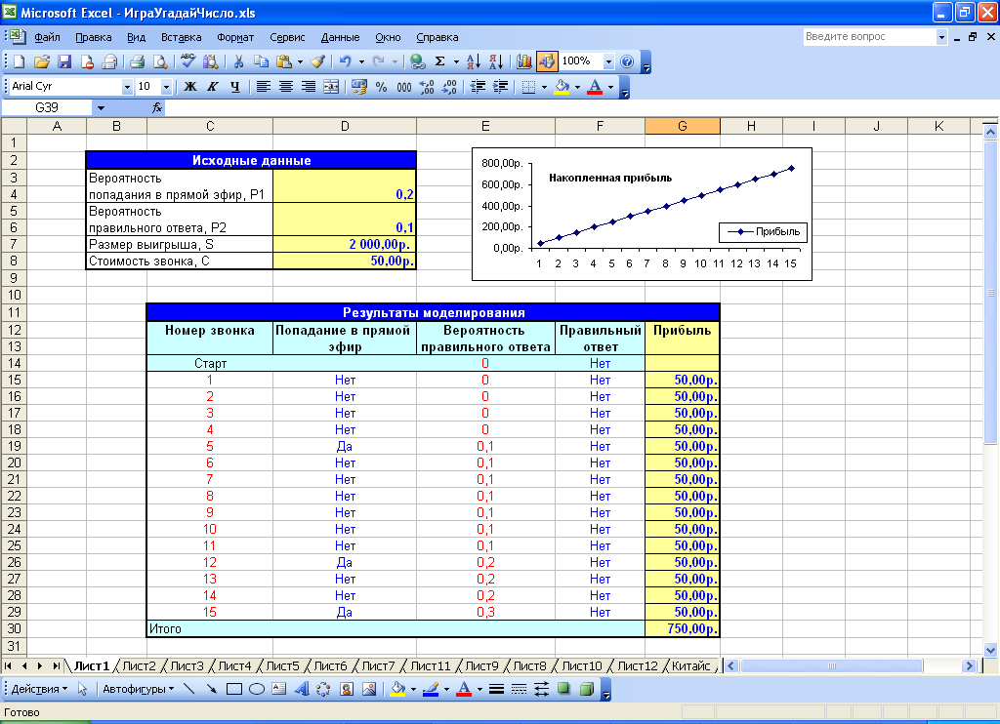 Microsoft Excel - ИграУгадайЧисло.xls
Файл Правка Вид Вставка Формат Сервис Данные Окно Справка Введите вопрос
100%
Arial Cyr 10 Ж К Ч % 000
G39 fx
A B C D E F G H I J K
1
2 Исходные данные
3 Вероятность
4 попадания в прямой эфир, P1 0,2
5 Вероятность
6 правильного ответа, P2 0,1
7 Размер выигрыша, S 2 000,00р.
8 Стоимость звонка, C 50,00р.
9
10
800,00р.
600,00р.
400,00р.
200,00р.
0,00р.
Накопленная прибыль
Прибыль
1 2 3 4 5 6 7 8 9 10 11 12 13 14 15
11 Результаты моделирования
12 Номер звонка Попадание в прямой Вероятность Правильный Прибыль
13 эфир правильного ответа ответ
14 Старт 0 Нет
15 1 Нет 0 Нет 50,00р.
16 2 Нет 0 Нет 50,00р.
17 3 Нет 0 Нет 50,00р.
18 4 Нет 0 Нет 50,00р.
19 5 Да 0,1 Нет 50,00р.
20 6 Нет 0,1 Нет 50,00р.
21 7 Нет 0,1 Нет 50,00р.
22 8 Нет 0,1 Нет 50,00р.
23 9 Нет 0,1 Нет 50,00р.
24 10 Нет 0,1 Нет 50,00р.
25 11 Нет 0,1 Нет 50,00р.
26 12 Да 0,2 Нет 50,00р.
27 13 Нет 0,2 Нет 50,00р.
28 14 Нет 0,2 Нет 50,00р.
29 15 Да 0,3 Нет 50,00р.
30 Итого 750,00р.
31
Лист1 Лист2 Лист3 Лист4 Лист5 Лист6 Лист7 Лист11 Лист9 Лист8 Лист10 Лист12 Китайс
Действия Автофигуры
Готово